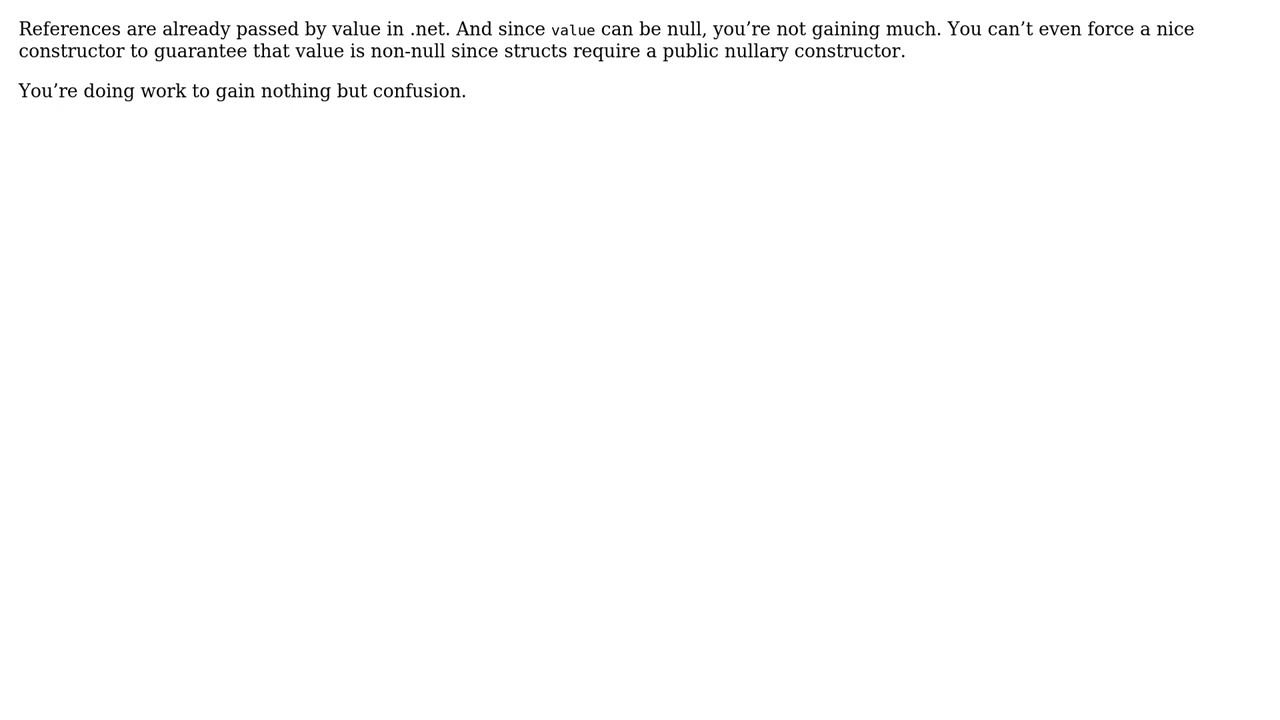 References are already passed by value in .net. And since value can be null, you’re not gaining much. You can’t even force a nice
constructor to guarantee that value is non-null since structs require a public nullary constructor.
You’re doing work to gain nothing but confusion.